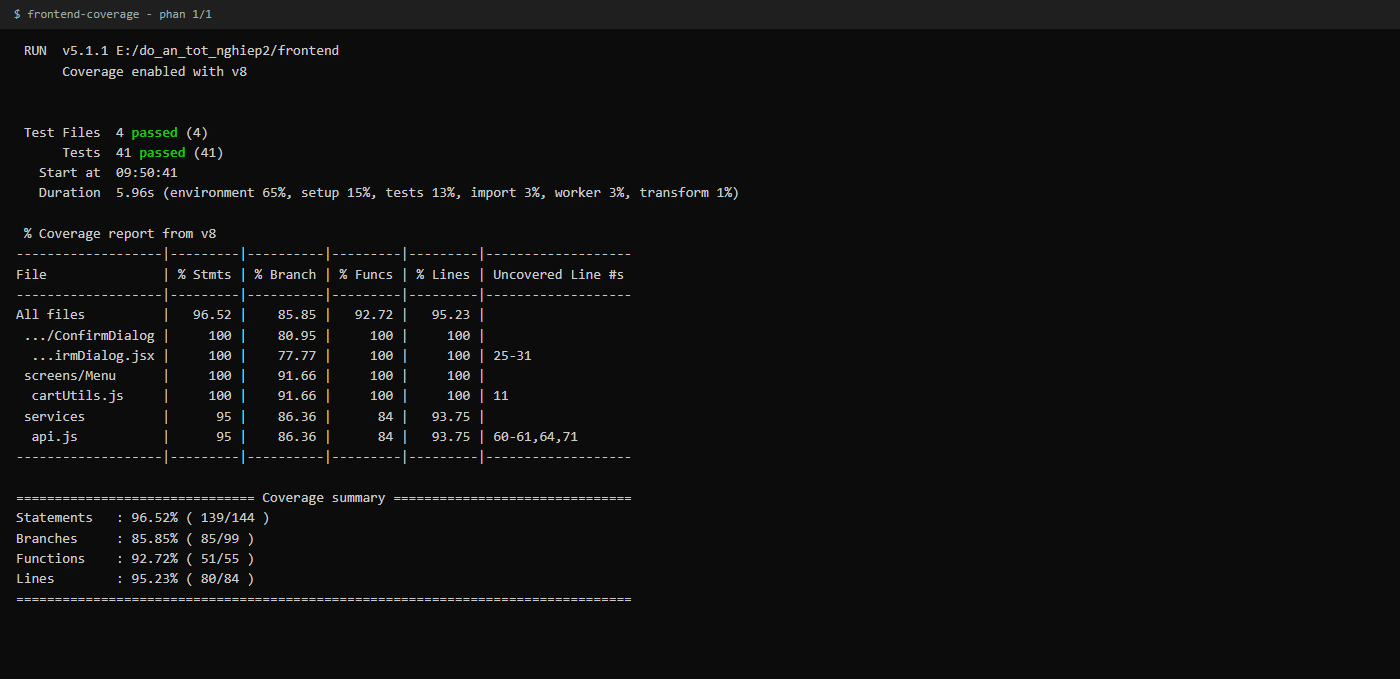 $ frontend-coverage - phan 1/1
RUN  v5.1.1 E:/do_an_tot_nghiep2/frontend
     Coverage enabled with v8
Test Files  4 passed (4)
     Tests  41 passed (41)
  Start at  09:50:41
  Duration  5.96s (environment 65%, setup 15%, tests 13%, import 3%, worker 3%, transform 1%)
% Coverage report from v8
-------------------|---------|----------|---------|---------|-------------------
File               | % Stmts | % Branch | % Funcs | % Lines | Uncovered Line #s
-------------------|---------|----------|---------|---------|-------------------
All files          |   96.52 |    85.85 |   92.72 |   95.23 |
 .../ConfirmDialog |     100 |    80.95 |     100 |     100 |
  ...irmDialog.jsx |     100 |    77.77 |     100 |     100 | 25-31
 screens/Menu      |     100 |    91.66 |     100 |     100 |
  cartUtils.js     |     100 |    91.66 |     100 |     100 | 11
 services          |      95 |    86.36 |      84 |   93.75 |
  api.js           |      95 |    86.36 |      84 |   93.75 | 60-61,64,71
-------------------|---------|----------|---------|---------|-------------------
=============================== Coverage summary ===============================
Statements   : 96.52% ( 139/144 )
Branches     : 85.85% ( 85/99 )
Functions    : 92.72% ( 51/55 )
Lines        : 95.23% ( 80/84 )
================================================================================